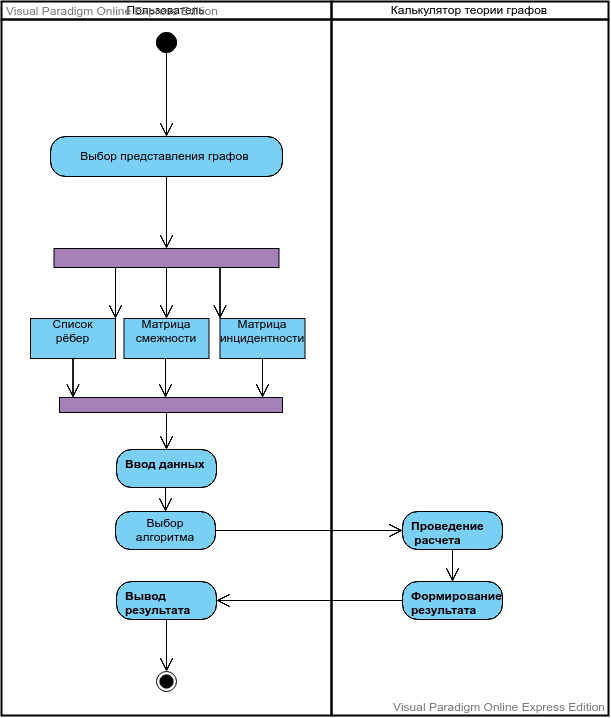 Visual Paradigm Online Express Edition
Пользователь
Калькулятор теории графов
Выбор представления графов
Список
рёбер
Матрица
смежности
Матрица
инцидентности
Ввод данных
Выбор
алгоритма
Проведение
расчета
Вывод
результата
Формирование
результата
Visual Paradigm Online Express Edition